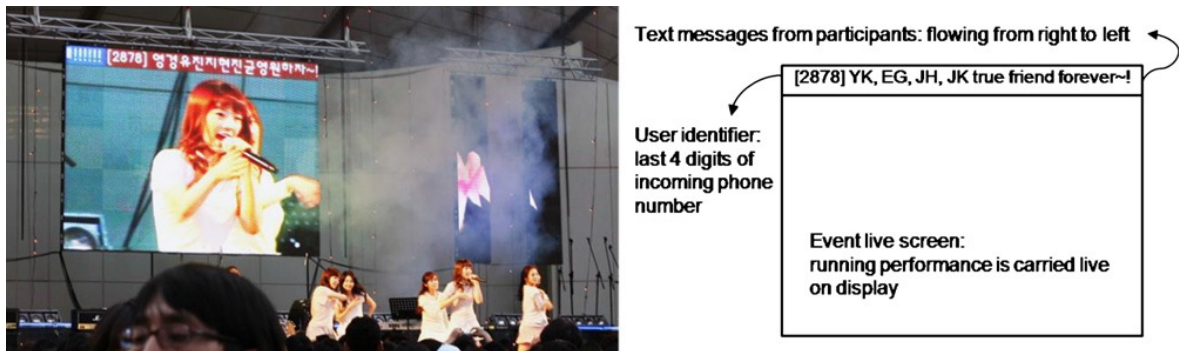 !!!!!!! [2878] 영경유진지현진균영원하자~!
Text messages from participants: flowing from right to left
[2878] YK, EG, JH, JK true friend forever~!
User identifier:
last 4 digits of
incoming phone
number
Event live screen:
running performance is carried live
on display